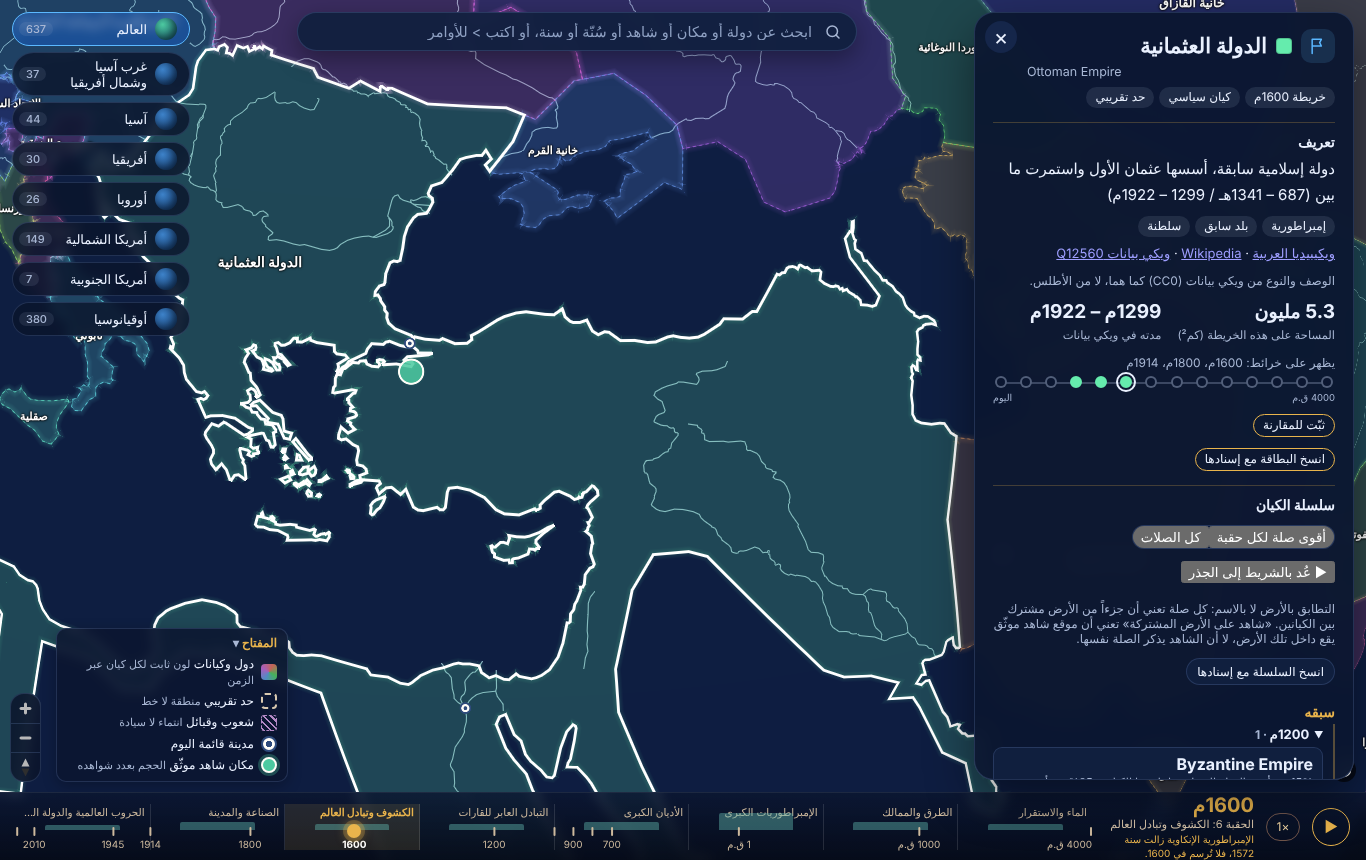 ابحث عن دولة أو مكان أو شاهد أو سُنّة أو سنة، أو اكتب > للأوامر
خانية القازاق
العالم
637
غرب آسيا
وشمال أفريقيا
37
آسيا
44
أفريقيا
30
أوروبا
26
أمريكا الشمالية
149
أمريكا الجنوبية
7
أوقيانوسيا
380
خانية القرم
الدولة العثمانية
نابولي
صقلية
الدولة العثمانية
Ottoman Empire
خريطة 1600م
كيان سياسي
حد تقريبي
تعريف
دولة إسلامية سابقة، أسسها عثمان الأول واستمرت ما
بين (687 – 1341هـ / 1299 – 1922م)
إمبراطورية
بلد سابق
سلطنة
ويكيبيديا العربية · Wikipedia · ويكي بيانات Q12560
الوصف والنوع من ويكي بيانات (CC0) كما هما، لا من الأطلس.
5.3 مليون
المساحة على هذه الخريطة (كم²)
1299م – 1922م
مدته في ويكي بيانات
يظهر على خرائط: 1600م، 1800م، 1914م
4000 ق.م
اليوم
ثبّت للمقارنة
انسخ البطاقة مع إسنادها
سلسلة الكيان
أقوى صلة لكل حقبة
كل الصلات
◀ عُد بالشريط إلى الجذر
التطابق بالأرض لا بالاسم: كل صلة تعني أن جزءاً من الأرض مشترك
بين الكيانين. «شاهد على الأرض المشتركة» تعني أن موقع شاهد موثّق
يقع داخل تلك الأرض، لا أن الشاهد يذكر الصلة نفسها.
انسخ السلسلة مع إسنادها
سبقه
▼ 1200م · 1
Byzantine Empire
المفتاح ▾
دول وكيانات لون ثابت لكل كيان عبر
الزمن
حد تقريبي منطقة لا خط
شعوب وقبائل انتماء لا سيادة
مدينة قائمة اليوم
مكان شاهد موثّق الحجم بعدد شواهده
1600م
الحقبة 6: الكشوف وتبادل العالم
الإمبراطورية الإنكاوية زالت سنة
1572، فلا تُرسم في 1600.
1×
الماء والاستقرار
الطرق والممالك
الإمبراطوريات الكبرى
الأديان الكبرى
التبادل العابر للقارات
الكشوف وتبادل العالم
الصناعة والمدينة
الحروب العالمية والدولة الـ...
4000 ق.م
1000 ق.م
1 ق.م
700
800
900
1200
1600
1800
1914
1945
2010